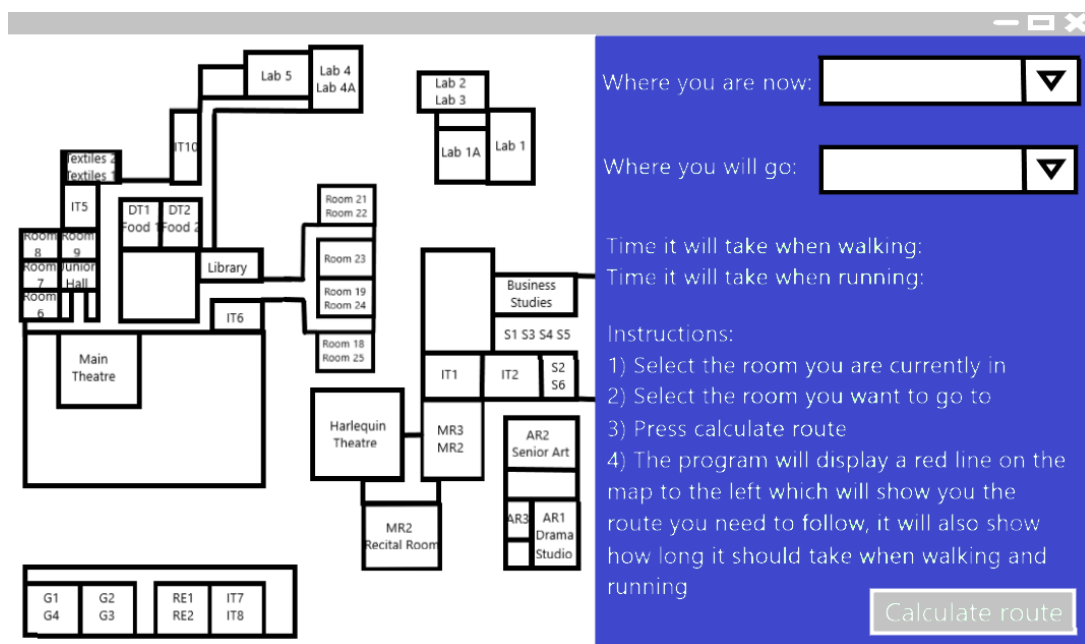 Lab 5
Lab 4
Lab 4A
Lab 2
Lab 3
Lab 1A
Lab 1
IT10
Textiles 2
Textiles 1
IT5
DT1
Food 1
DT2
Food 2
Room 21
Room 22
Room 8
Room 9
Room 23
Library
Room 7
Junior Hall
Room 19
Room 24
Room 6
IT6
Room 18
Room 25
Main
Theatre
Business
Studies
S1 S3 S4 S5
IT1
IT2
S2
S6
Harlequin
Theatre
MR3
MR2
AR2
Senior Art
MR2
Recital Room
AR3
AR1
Drama
Studio
G1
G4
G2
G3
RE1
RE2
IT7
IT8
Where you are now:
Where you will go:
Time it will take when walking:
Time it will take when running:
Instructions:
1) Select the room you are currently in
2) Select the room you want to go to
3) Press calculate route
4) The program will display a red line on the
map to the left which will show you the
route you need to follow, it will also show
how long it should take when walking and
running
Calculate route